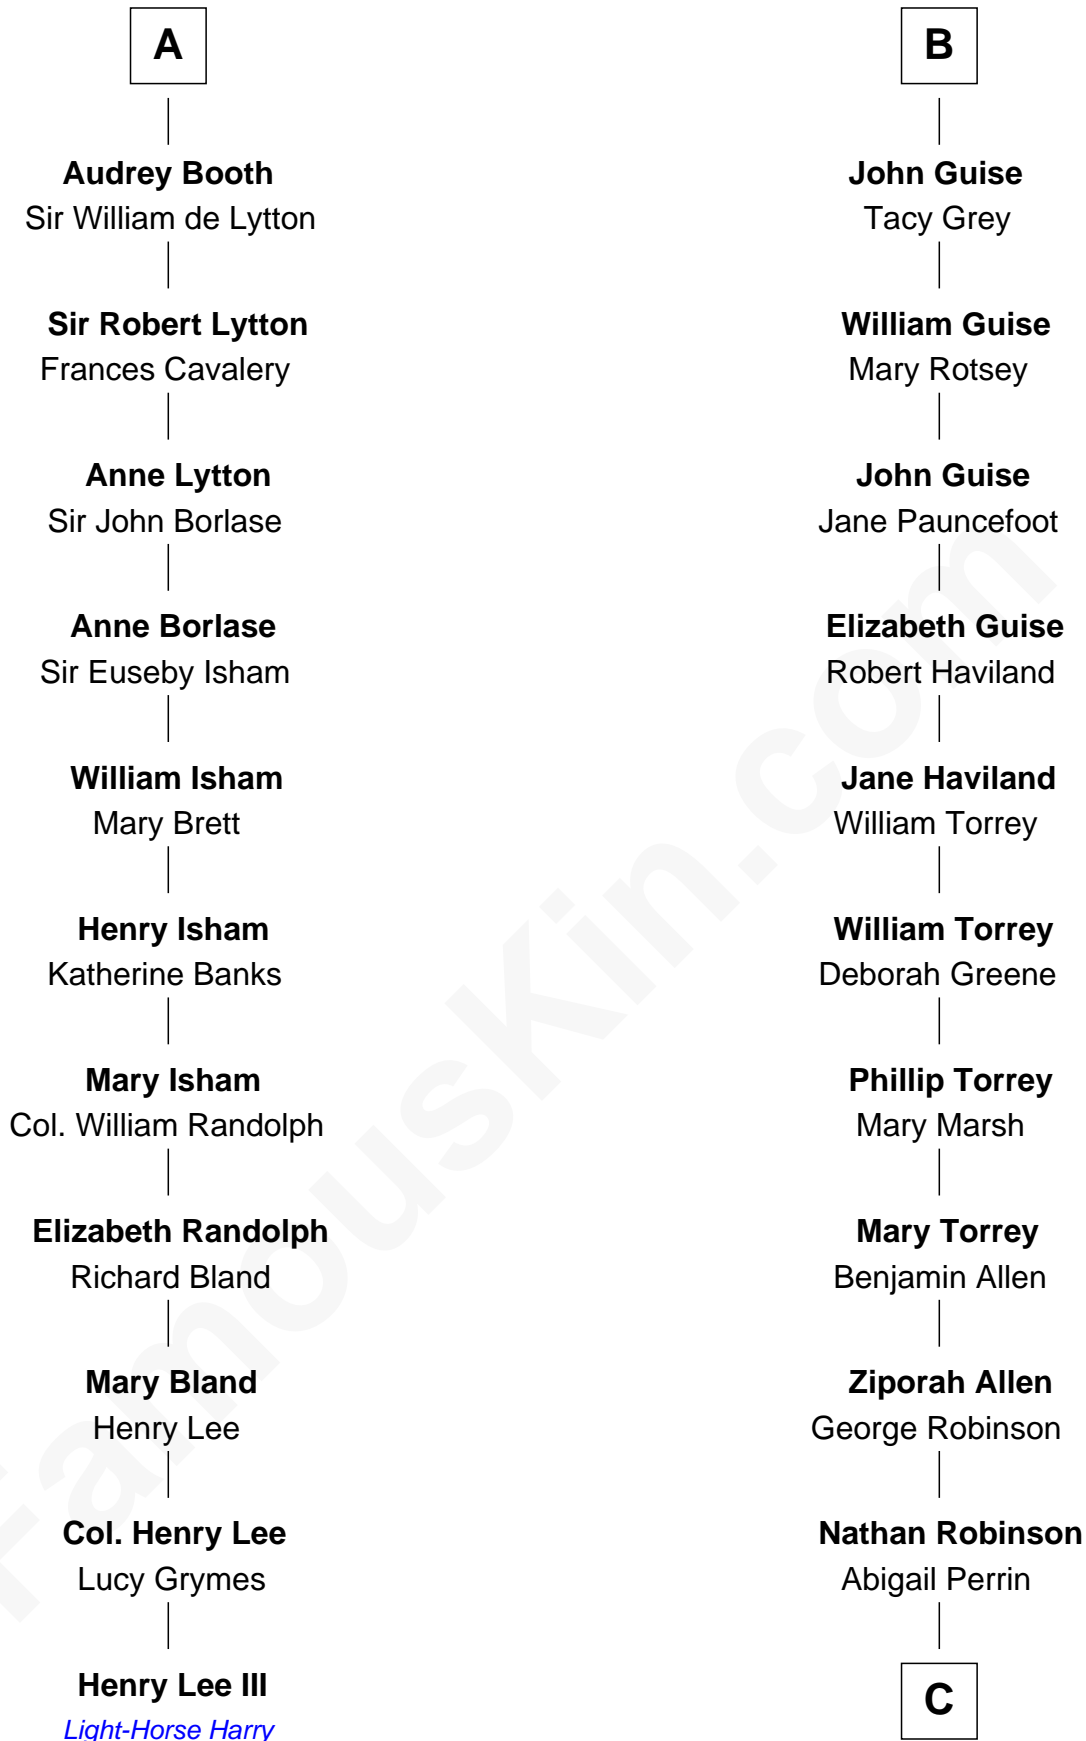 A
Audrey Booth
Sir William de Lytton
Sir Robert Lytton
Frances Cavalery
Anne Lytton
Sir John Borlase
Anne Borlase
Sir Euseby Isham
William Isham
Mary Brett
Henry Isham
Katherine Banks
Mary Isham
Col. William Randolph
Elizabeth Randolph
Richard Bland
Mary Bland
Henry Lee
Col. Henry Lee
Lucy Grymes
Henry Lee III
Light-Horse Harry
B
John Guise
Tacy Grey
William Guise
Mary Rotsey
John Guise
Jane Pauncefoot
Elizabeth Guise
Robert Haviland
Jane Haviland
William Torrey
William Torrey
Deborah Greene
Phillip Torrey
Mary Marsh
Mary Torrey
Benjamin Allen
Ziporah Allen
George Robinson
Nathan Robinson
Abigail Perrin
C
FamousKin.com